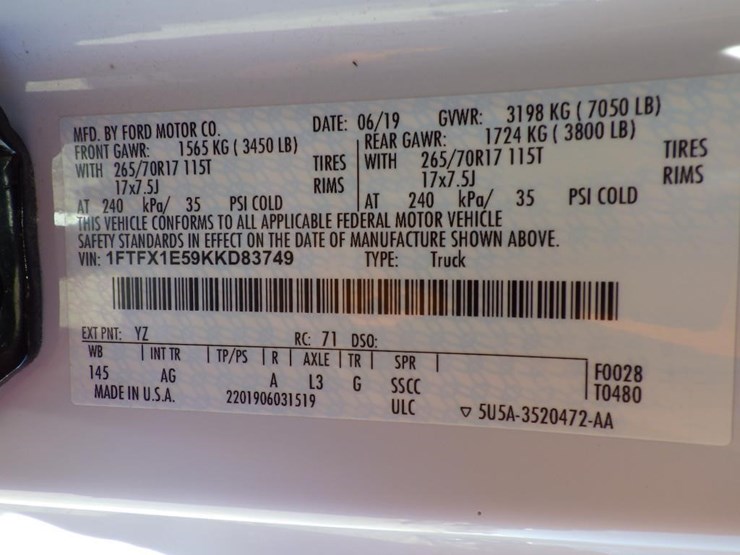 MFD. BY FORD MOTOR CO. DATE: 06/19 GVWR: 3198 KG ( 7050 LB)
FRONT GAWR: 1565 KG ( 3450 LB) REAR GAWR: 1724 KG ( 3800 LB)
WITH 265/70R17 115T TIRES WITH 265/70R17 115T TIRES
17x7.5J RIMS 17x7.5J RIMS
AT 240 kPa/ 35 PSI COLD AT 240 kPa/ 35 PSI COLD
THIS VEHICLE CONFORMS TO ALL APPLICABLE FEDERAL MOTOR VEHICLE
SAFETY STANDARDS IN EFFECT ON THE DATE OF MANUFACTURE SHOWN ABOVE.
VIN: 1FTFX1E59KKD83749 TYPE: Truck
EXT PNT: YZ RC: 71 DSO:
WB INT TR TP/PS R AXLE TR SPR F0028
145 AG A L3 G SSCC T0480
MADE IN U.S.A. 2201906031519 ULC ▽ 5U5A-3520472-AA